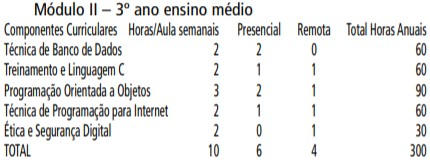 Módulo II – 3º ano ensino médio
Componentes Curriculares Horas/Aula semanais Presencial Remota Total Horas Anuais
Técnica de Banco de Dados 2 2 0 60
Treinamento e Linguagem C 2 1 1 60
Programação Orientada a Objetos 3 2 1 90
Técnica de Programação para Internet 2 1 1 60
Ética e Segurança Digital 2 0 1 30
TOTAL 10 6 4 300